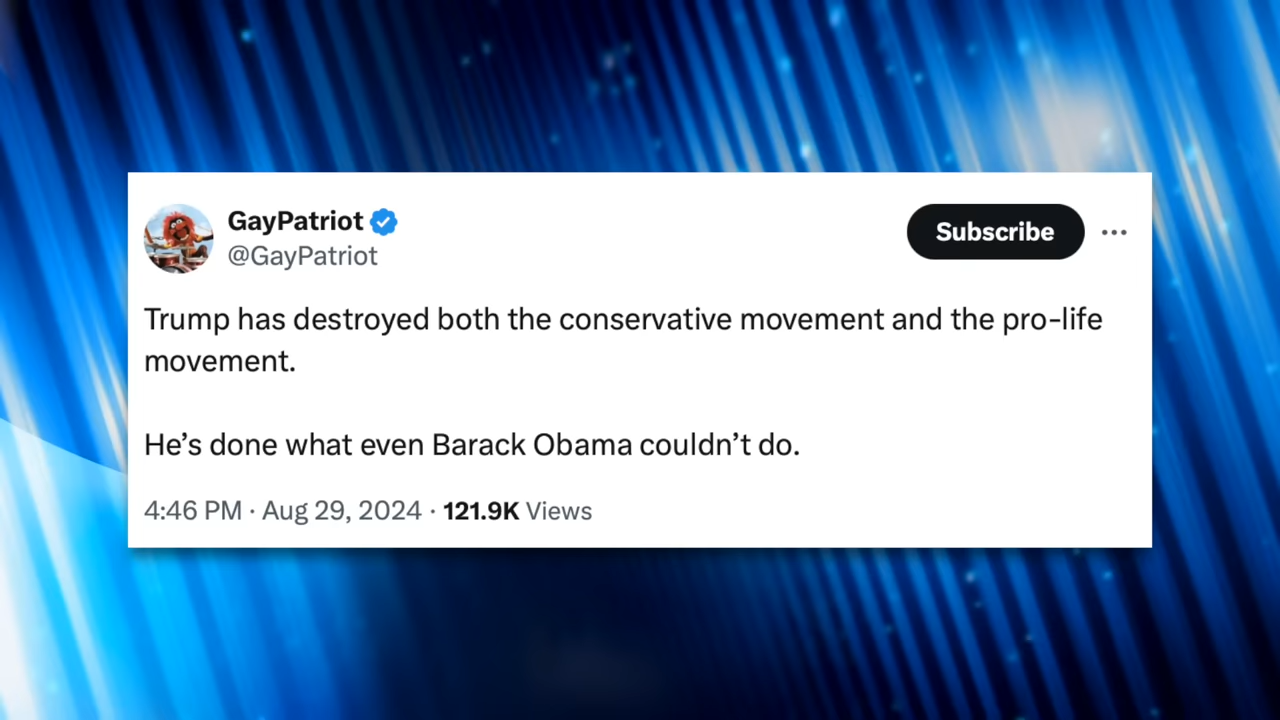 GayPatriot
@GayPatriot
Subscribe
Trump has destroyed both the conservative movement and the pro-life
movement.
He’s done what even Barack Obama couldn’t do.
4:46 PM · Aug 29, 2024 · 121.9K Views